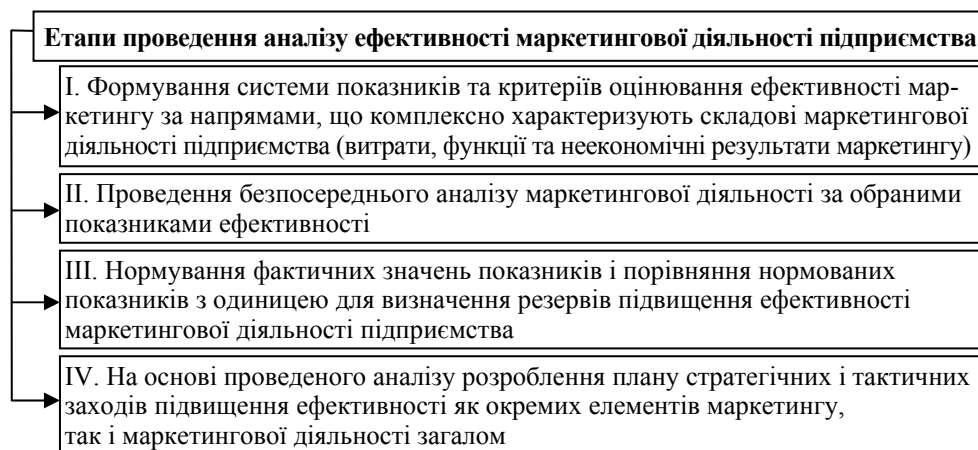 Етапи проведення аналізу ефективності маркетингової діяльності підприємства
I. Формування системи показників та критеріїв оцінювання ефективності мар-
кетингу за напрямами, що комплексно характеризують складові маркетингової
діяльності підприємства (витрати, функції та неекономічні результати маркетингу)
II. Проведення безпосереднього аналізу маркетингової діяльності за обраними
показниками ефективності
III. Нормування фактичних значень показників і порівняння нормованих
показників з одиницею для визначення резервів підвищення ефективності
маркетингової діяльності підприємства
IV. На основі проведеного аналізу розроблення плану стратегічних і тактичних
заходів підвищення ефективності як окремих елементів маркетингу,
так і маркетингової діяльності загалом